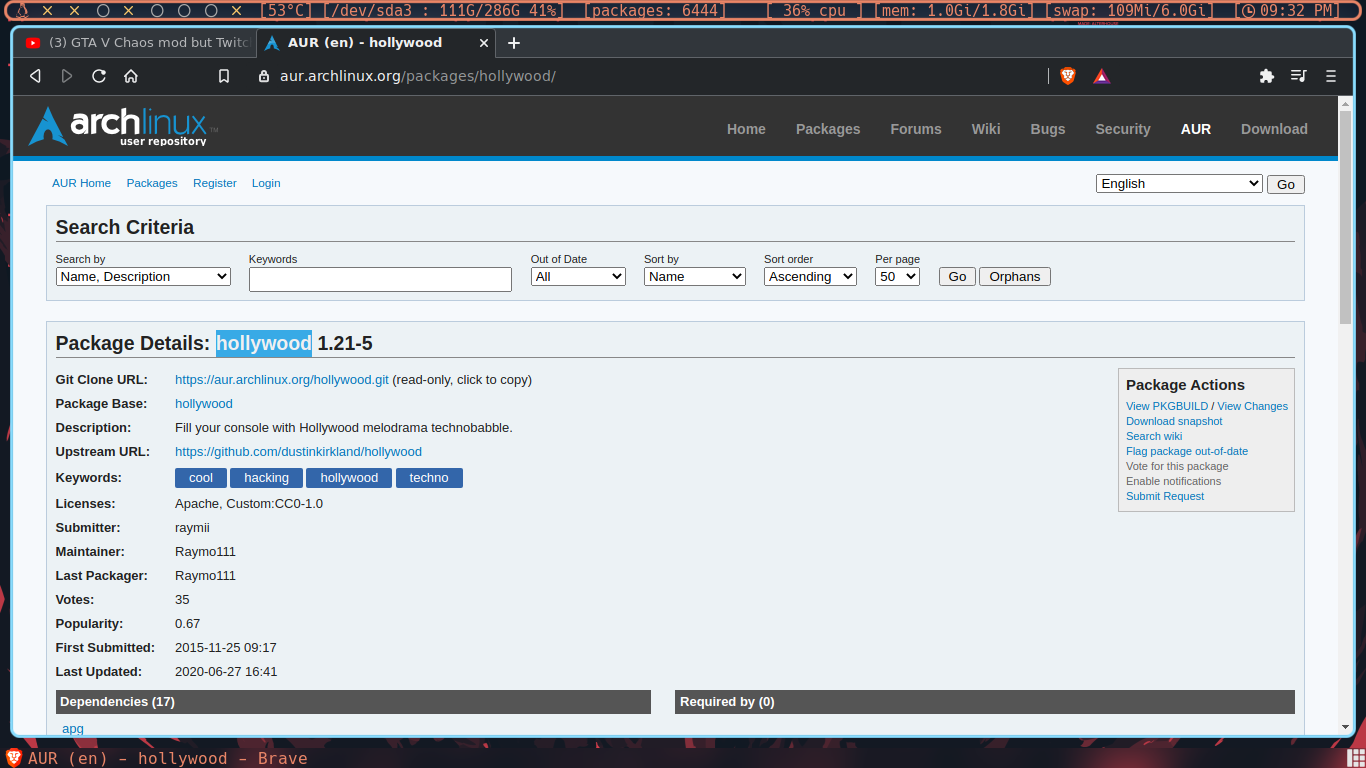 [53°C] [/dev/sda3 : 111G/286G 41%] [packages: 6444] [ 36% cpu ] [mem: 1.0Gi/1.8Gi] [swap: 109Mi/6.0Gi] [ 09:32 PM]
(3) GTA V Chaos mod but Twitc
AUR (en) - hollywood
aur.archlinux.org/packages/hollywood/
archlinux TM
user repository
Home Packages Forums Wiki Bugs Security AUR Download
AUR Home Packages Register Login
English Go
Search Criteria
Search by Keywords Out of Date Sort by Sort order Per page
Name, Description All Name Ascending 50 Go Orphans
Package Details: hollywood 1.21-5
Git Clone URL: https://aur.archlinux.org/hollywood.git (read-only, click to copy)
Package Base: hollywood
Description: Fill your console with Hollywood melodrama technobabble.
Upstream URL: https://github.com/dustinkirkland/hollywood
Keywords: cool hacking hollywood techno
Licenses: Apache, Custom:CC0-1.0
Submitter: raymii
Maintainer: Raymo111
Last Packager: Raymo111
Votes: 35
Popularity: 0.67
First Submitted: 2015-11-25 09:17
Last Updated: 2020-06-27 16:41
Package Actions
View PKGBUILD / View Changes
Download snapshot
Search wiki
Flag package out-of-date
Vote for this package
Enable notifications
Submit Request
Dependencies (17)
apg
Required by (0)
AUR (en) - hollywood - Brave